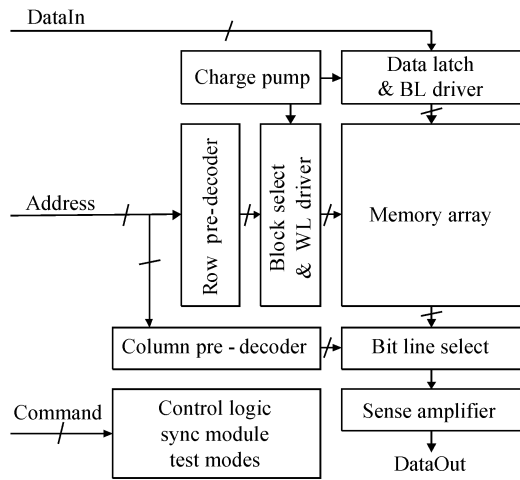 DataIn
Charge pump
Data latch
& BL driver
Address
Row pre-decoder
Block select
& WL driver
Memory array
Column pre - decoder
Bit line select
Command
Control logic
sync module
test modes
Sense amplifier
DataOut